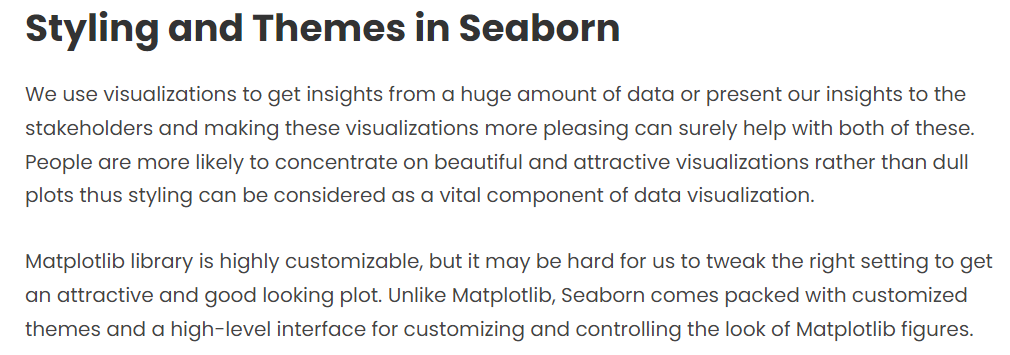 Styling and Themes in Seaborn
We use visualizations to get insights from a huge amount of data or present our insights to the
stakeholders and making these visualizations more pleasing can surely help with both of these.
People are more likely to concentrate on beautiful and attractive visualizations rather than dull
plots thus styling can be considered as a vital component of data visualization.
Matplotlib library is highly customizable, but it may be hard for us to tweak the right setting to get
an attractive and good looking plot. Unlike Matplotlib, Seaborn comes packed with customized
themes and a high-level interface for customizing and controlling the look of Matplotlib figures.